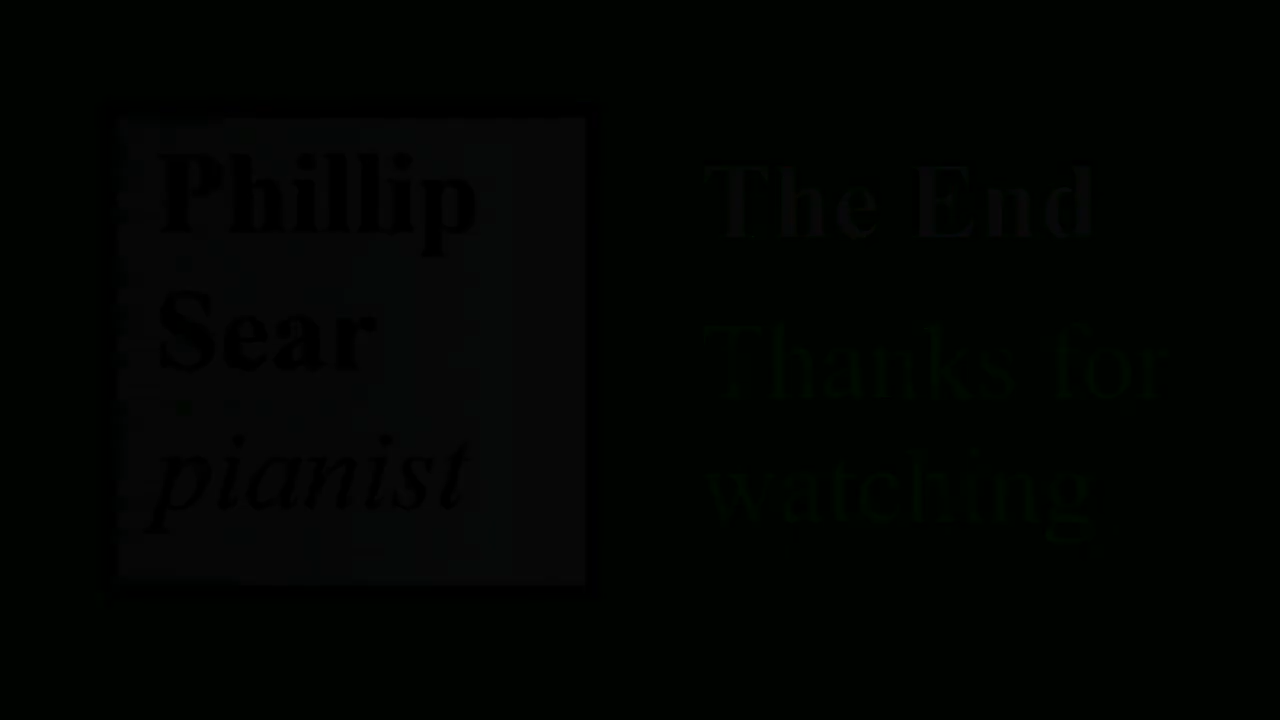 Phillip
Sear
pianist
The End
Thanks for
watching